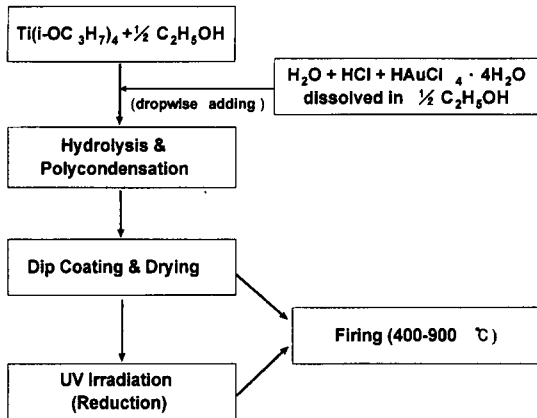 Ti(i-OC3H7)4 + ½ C2H5OH
H2O + HCl + HAuCl4 · 4H2O
dissolved in ½ C2H5OH
(dropwise adding)
Hydrolysis &
Polycondensation
Dip Coating & Drying
Firing (400-900 ℃)
UV Irradiation
(Reduction)